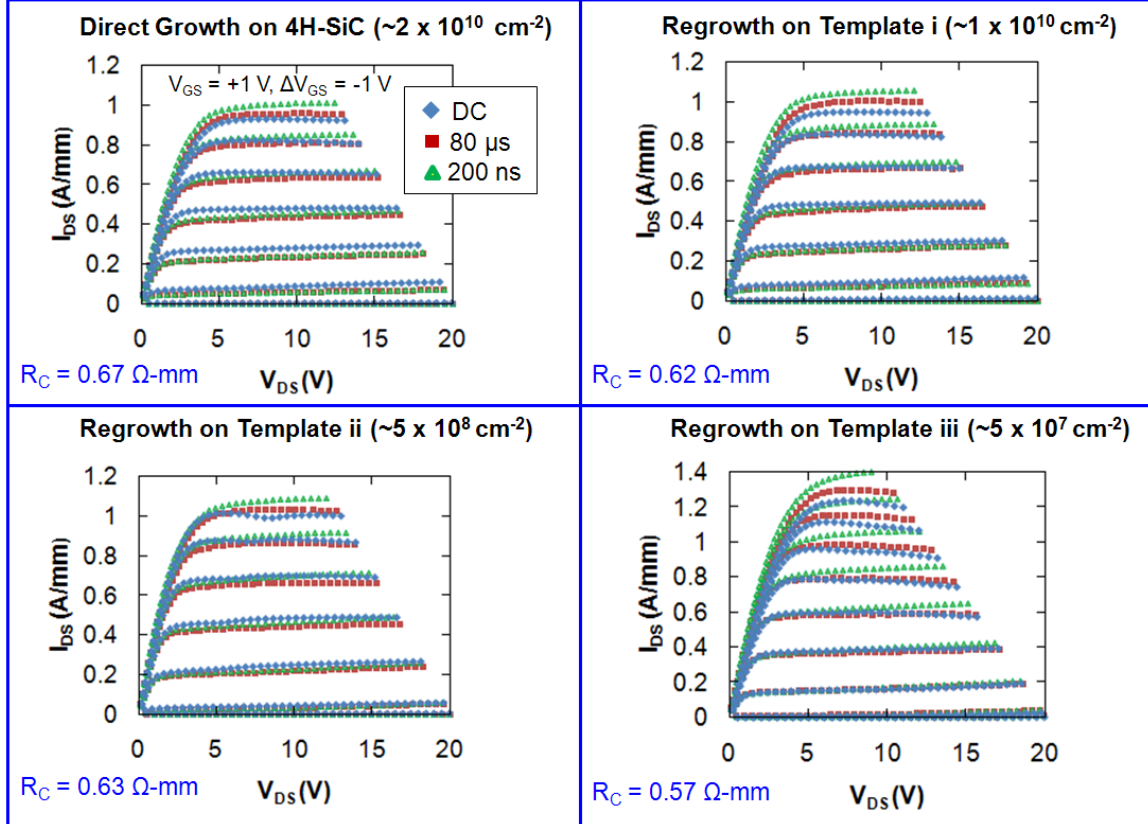 Direct Growth on 4H-SiC (~2 x 10¹⁰ cm⁻²)
V_GS = +1 V, ΔV_GS = -1 V
DC
80 µs
200 ns
I_DS (A/mm)
1.2
1
0.8
0.6
0.4
0.2
0
0 5 10 15 20
V_DS (V)
R_C = 0.67 Ω-mm
Regrowth on Template i (~1 x 10¹⁰ cm⁻²)
I_DS (A/mm)
1.2
1
0.8
0.6
0.4
0.2
0
0 5 10 15 20
V_DS (V)
R_C = 0.62 Ω-mm
Regrowth on Template ii (~5 x 10⁸ cm⁻²)
I_DS (A/mm)
1.2
1
0.8
0.6
0.4
0.2
0
0 5 10 15 20
V_DS (V)
R_C = 0.63 Ω-mm
Regrowth on Template iii (~5 x 10⁷ cm⁻²)
I_DS (A/mm)
1.4
1.2
1
0.8
0.6
0.4
0.2
0
0 5 10 15 20
V_DS (V)
R_C = 0.57 Ω-mm